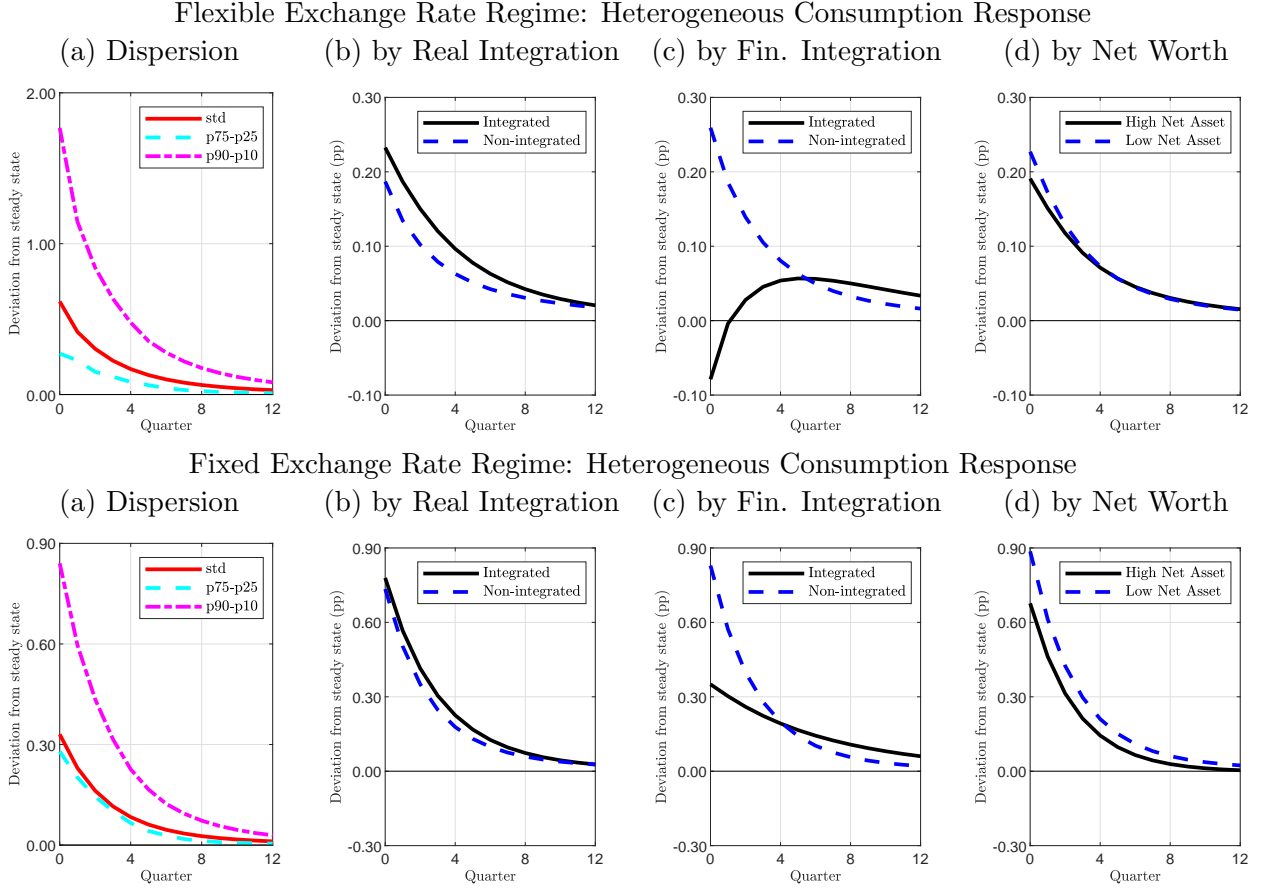 Flexible Exchange Rate Regime: Heterogeneous Consumption Response
(a) Dispersion
(b) by Real Integration
(c) by Fin. Integration
(d) by Net Worth
Deviation from steady state
2.00
1.00
0.00
std
p75-p25
p90-p10
0
4
8
12
Quarter
Deviation from steady state (pp)
0.30
0.20
0.10
0.00
-0.10
Integrated
Non-integrated
0
4
8
12
Quarter
Deviation from steady state (pp)
0.30
0.20
0.10
0.00
-0.10
Integrated
Non-integrated
0
4
8
12
Quarter
Deviation from steady state (pp)
0.30
0.20
0.10
0.00
-0.10
High Net Asset
Low Net Asset
0
4
8
12
Quarter
Fixed Exchange Rate Regime: Heterogeneous Consumption Response
(a) Dispersion
(b) by Real Integration
(c) by Fin. Integration
(d) by Net Worth
Deviation from steady state
0.90
0.60
0.30
0.00
std
p75-p25
p90-p10
0
4
8
12
Quarter
Deviation from steady state (pp)
0.90
0.60
0.30
0.00
-0.30
Integrated
Non-integrated
0
4
8
12
Quarter
Deviation from steady state (pp)
0.90
0.60
0.30
0.00
-0.30
Integrated
Non-integrated
0
4
8
12
Quarter
Deviation from steady state (pp)
0.90
0.60
0.30
0.00
-0.30
High Net Asset
Low Net Asset
0
4
8
12
Quarter